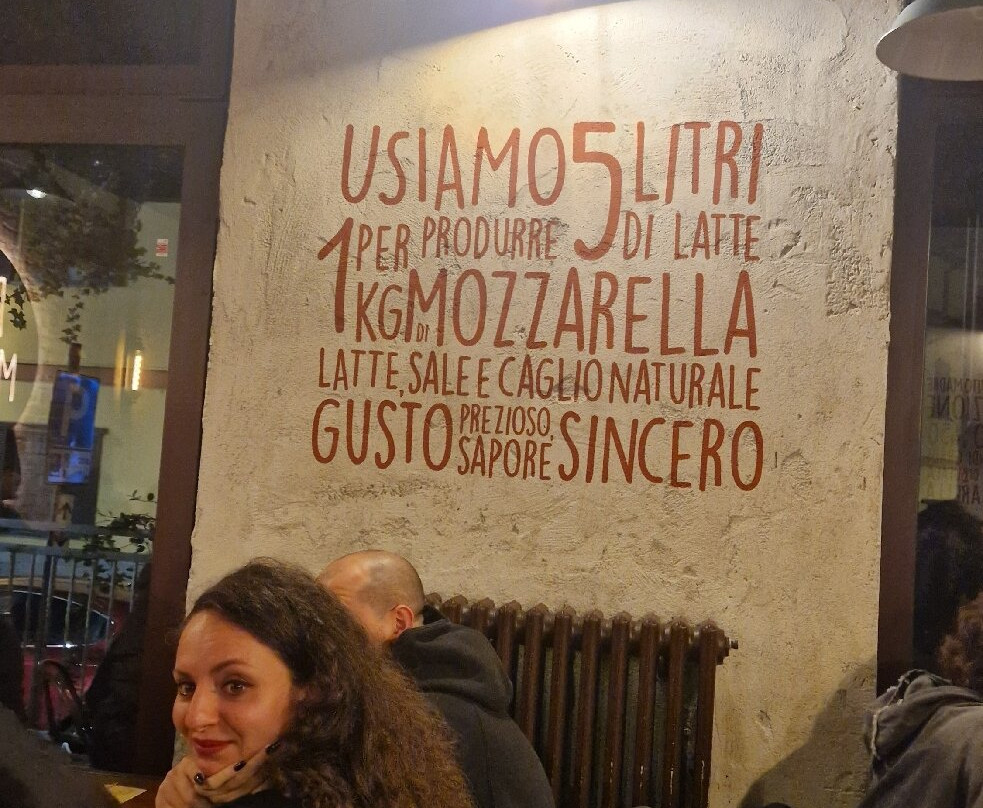 USIAMO 5 LITRI
PER PRODURRE DI LATTE
1 KG DI MOZZARELLA
LATTE, SALE E CAGLIO NATURALE
GUSTO PREZIOSO, SAPORE SINCERO
P
M